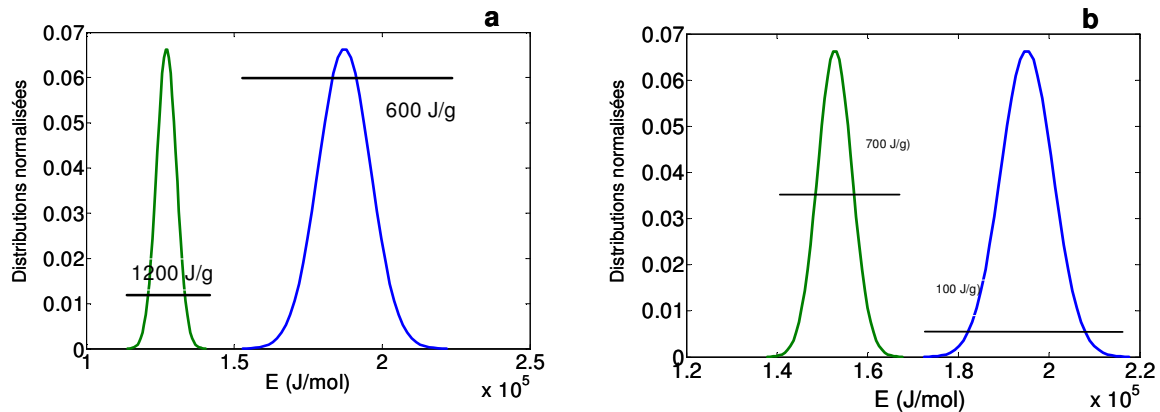 a
Distributions normalisées
0.07
0.06
0.05
0.04
0.03
0.02
0.01
0
600 J/g
1200 J/g
1
1.5
2
2.5
E (J/mol)
x 10^5
b
Distributions normalisées
0.07
0.06
0.05
0.04
0.03
0.02
0.01
0
700 J/g)
100 J/g)
1.2
1.4
1.6
1.8
2
2.2
E (J/mol)
x 10^5